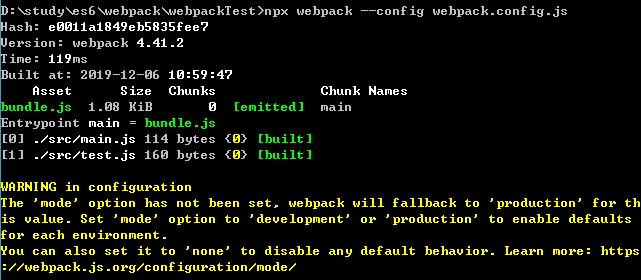 D:\study\es6\webpack\webpackTest>npx webpack --config webpack.config.js
Hash: e0011a1849eb5835fee7
Version: webpack 4.41.2
Time: 119ms
Built at: 2019-12-06 10:59:47
    Asset      Size  Chunks             Chunk Names
bundle.js  1.08 KiB       0  [emitted]  main
Entrypoint main = bundle.js
[0] ./src/main.js 114 bytes {0} [built]
[1] ./src/test.js 160 bytes {0} [built]

WARNING in configuration
The 'mode' option has not been set, webpack will fallback to 'production' for th
is value. Set 'mode' option to 'development' or 'production' to enable defaults
for each environment.
You can also set it to 'none' to disable any default behavior. Learn more: https
://webpack.js.org/configuration/mode/